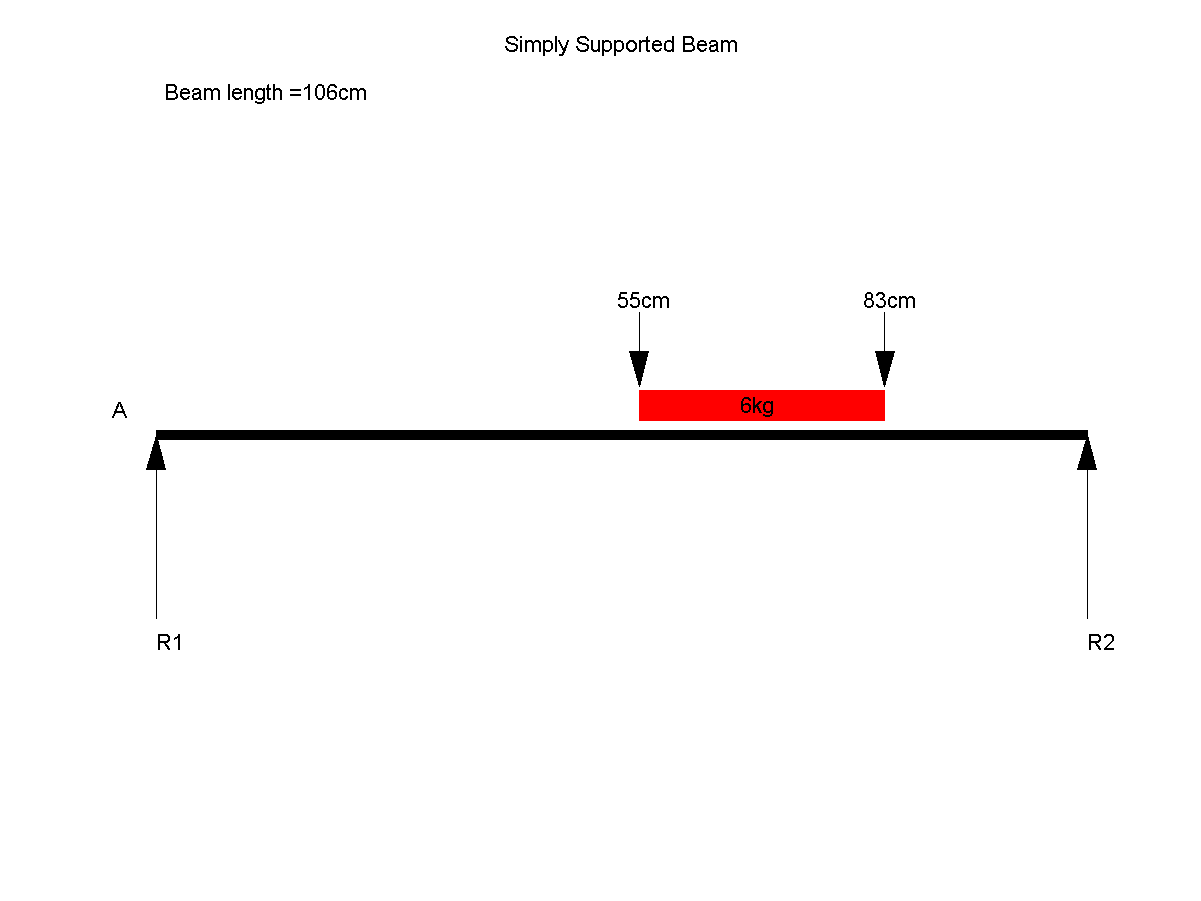 Simply Supported Beam
Beam length =106cm
55cm
83cm
6kg
A
R1
R2